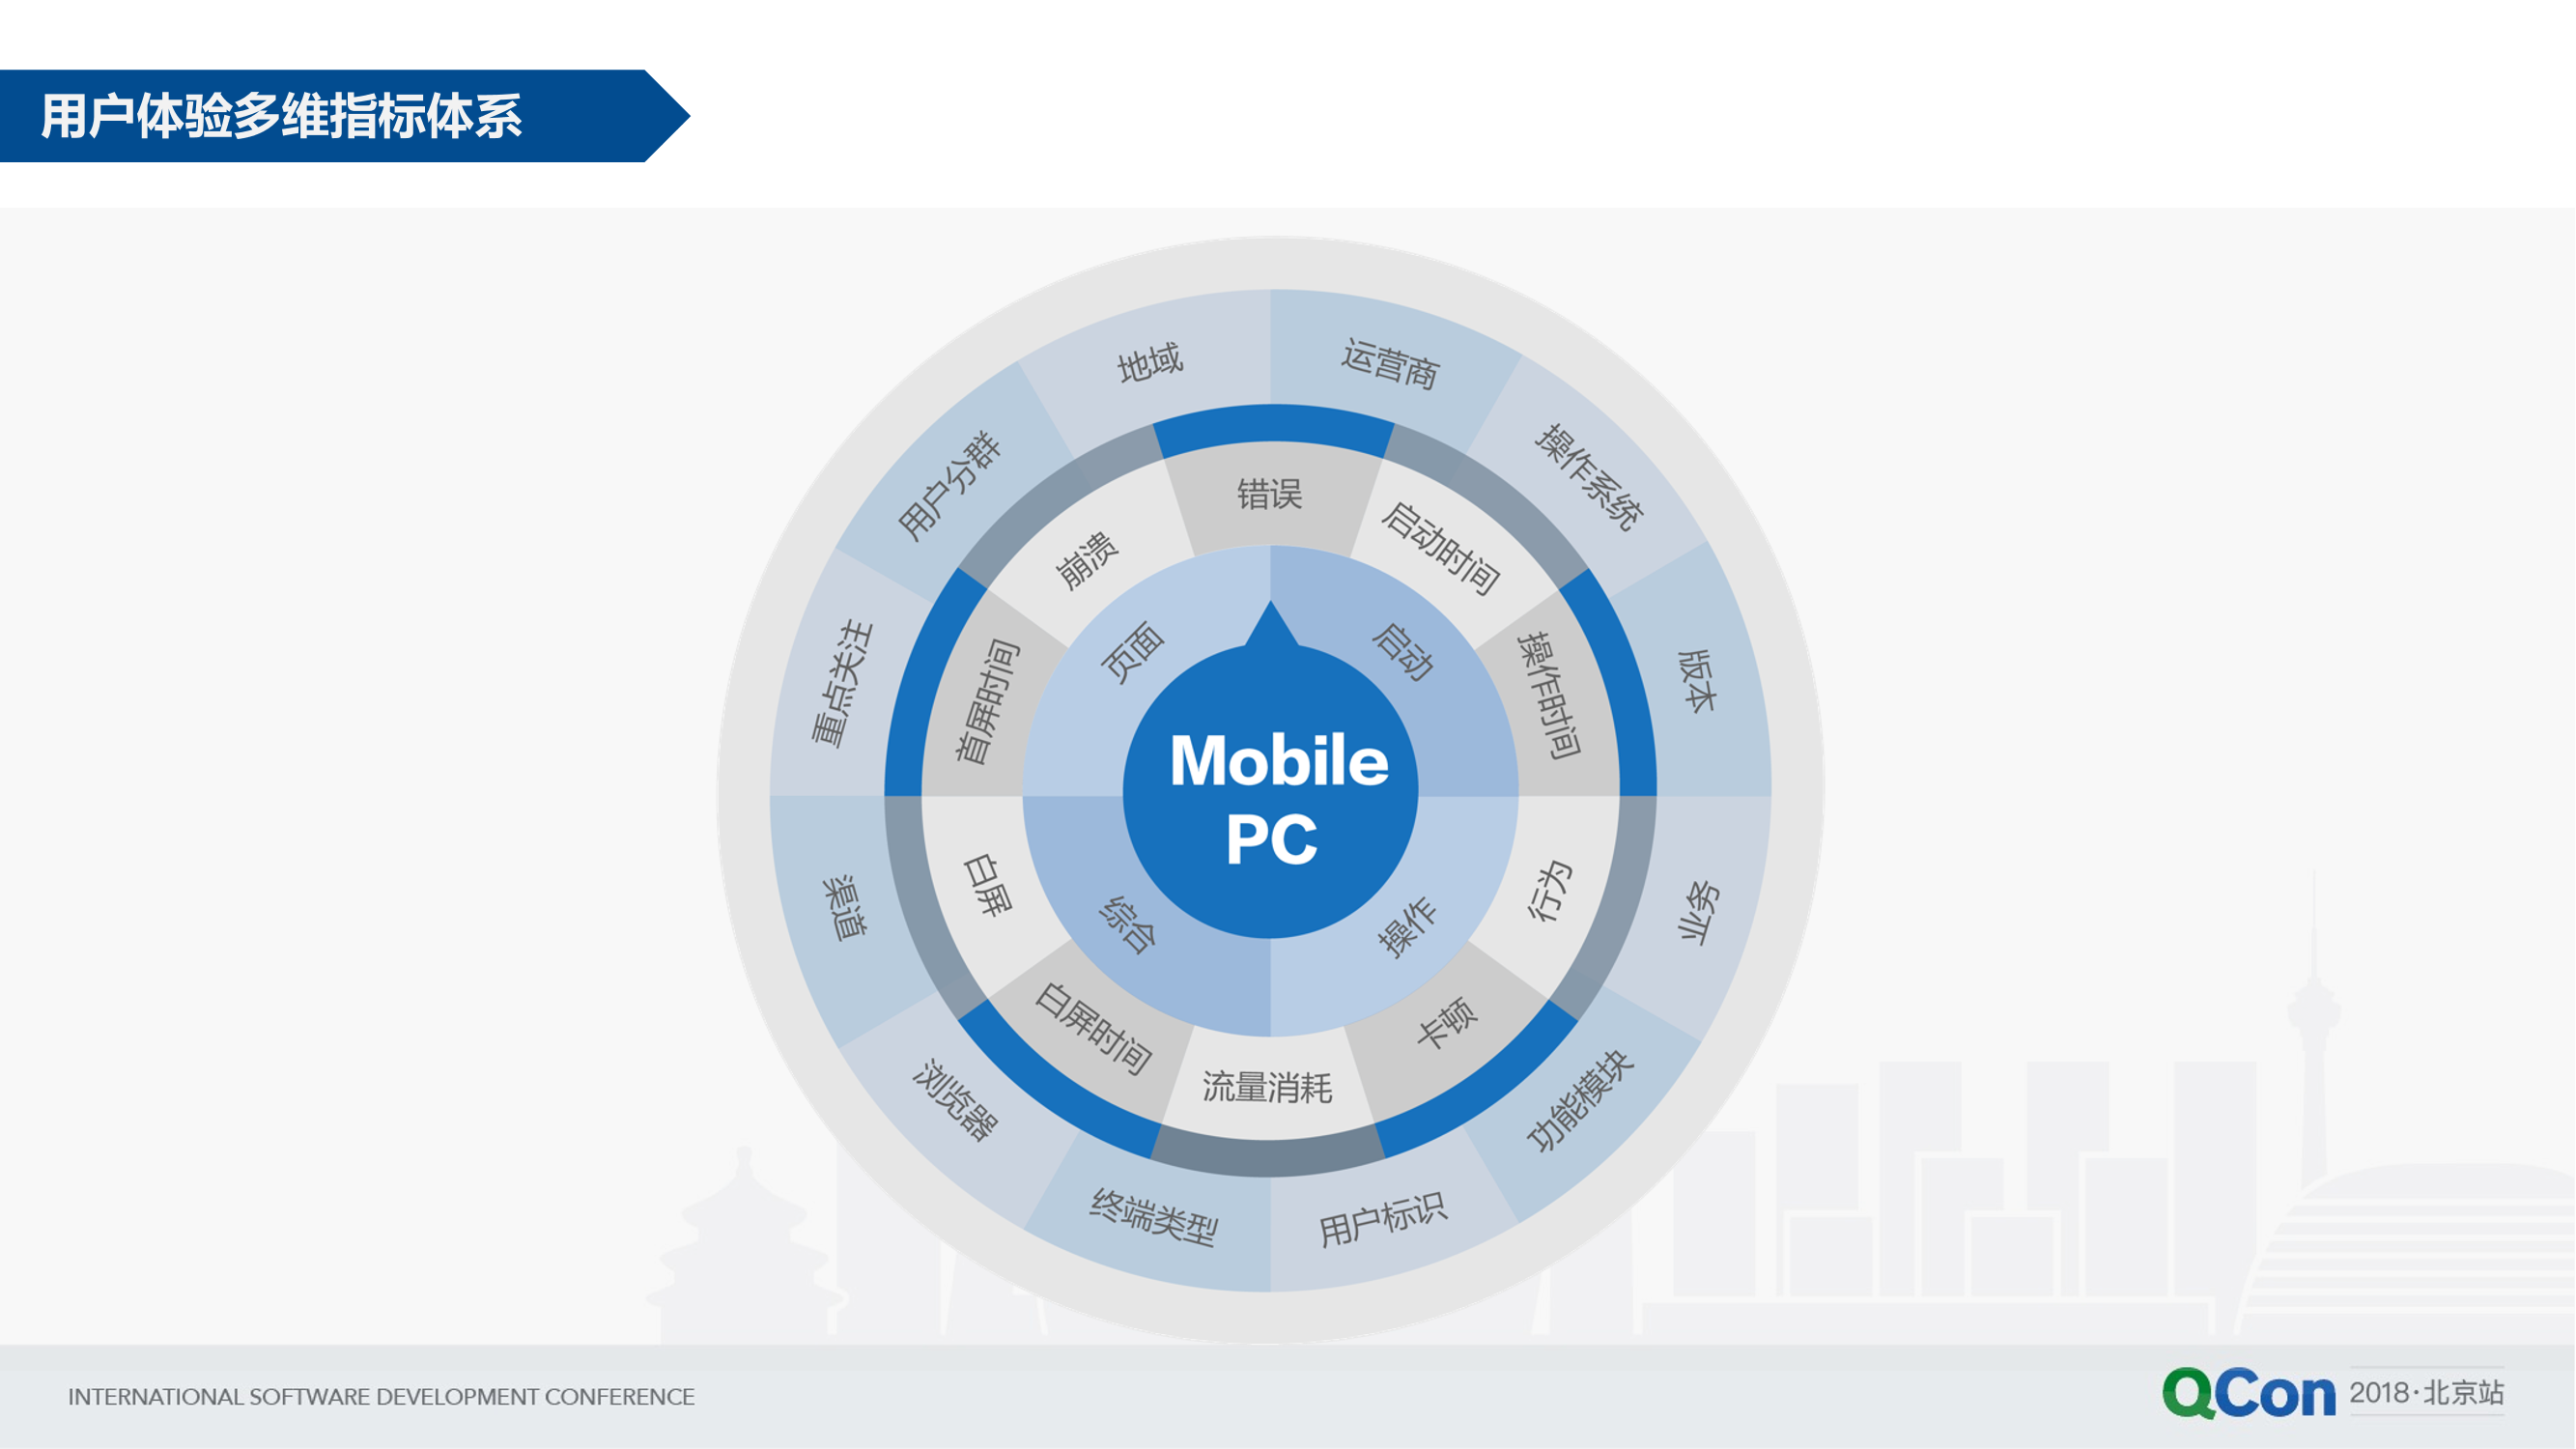 用户体验多维指标体系
地域
运营商
操作系统
版本
业务
功能模块
用户标识
终端类型
浏览器
渠道
重点关注
用户分群
错误
启动时间
操作时间
行为
卡顿
流量消耗
白屏时间
白屏
首屏时间
崩溃
页面
启动
操作
综合
Mobile
PC
INTERNATIONAL SOFTWARE DEVELOPMENT CONFERENCE
QCon 2018·北京站